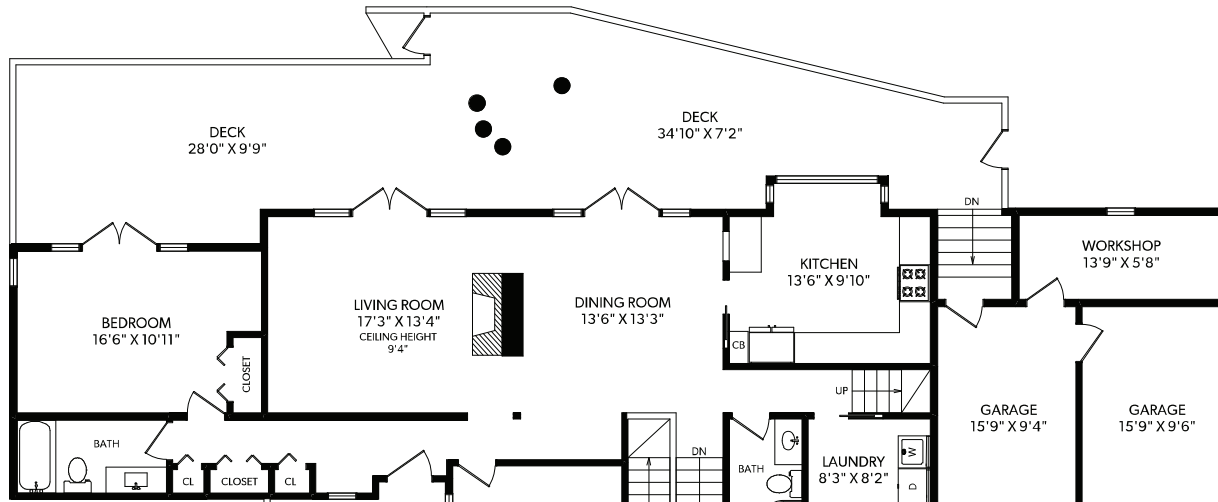 DECK
28'0" X 9'9"
DECK
34'10" X 7'2"
DN
WORKSHOP
13'9" X 5'8"
KITCHEN
13'6" X 9'10"
LIVING ROOM
17'3" X 13'4"
CEILING HEIGHT
9'4"
DINING ROOM
13'6" X 13'3"
BEDROOM
16'6" X 10'11"
CLOSET
CB
UP
GARAGE
15'9" X 9'4"
GARAGE
15'9" X 9'6"
BATH
CL
CLOSET
CL
DN
BATH
LAUNDRY
8'3" X 8'2"
W
D